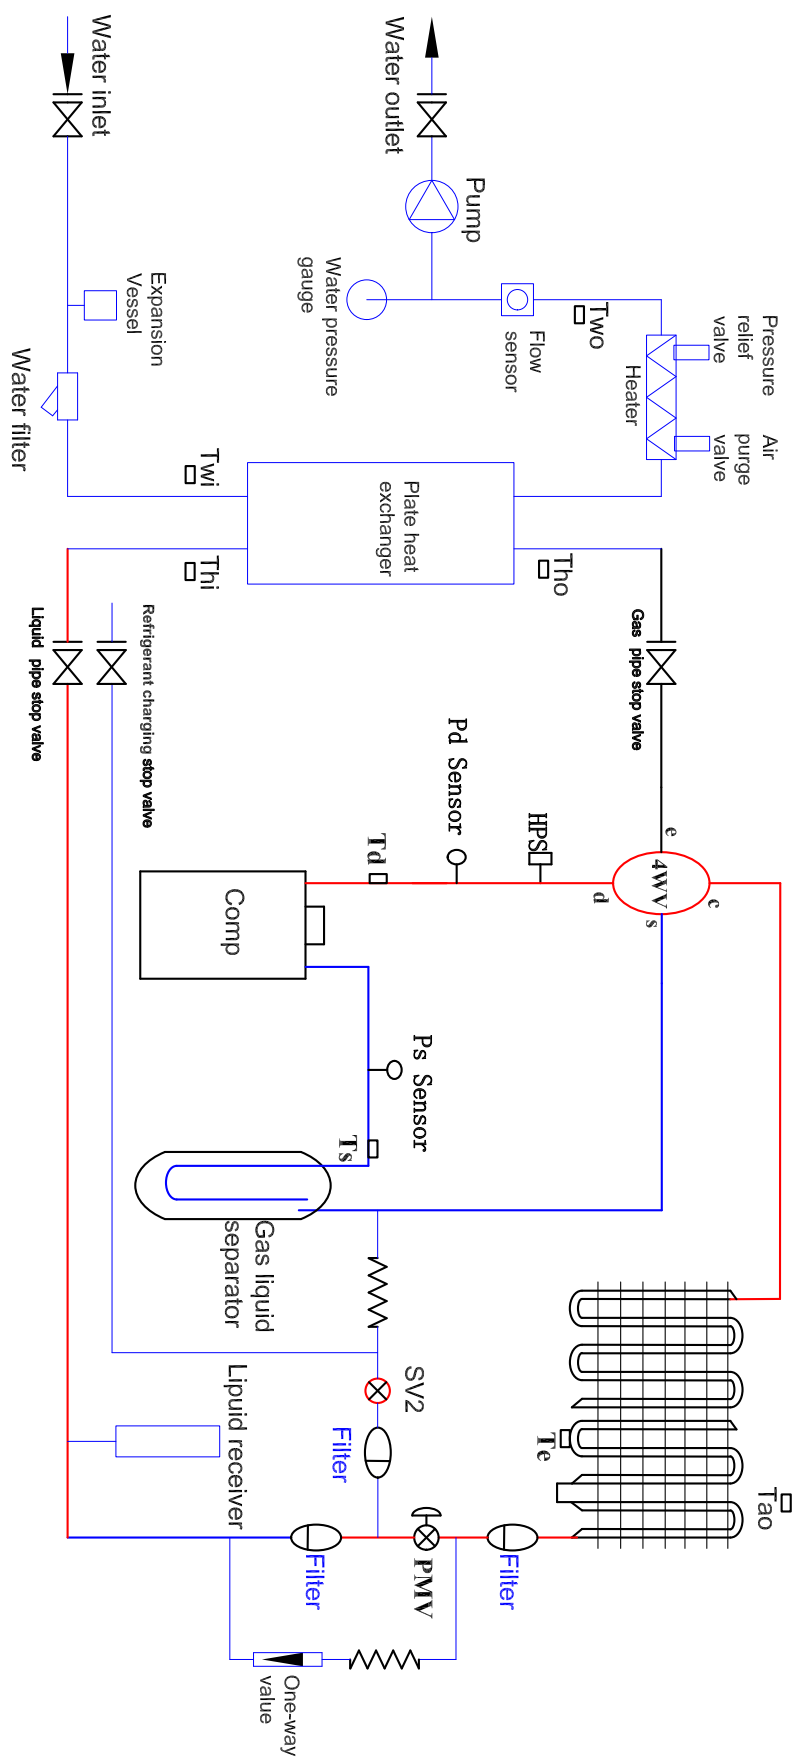 Water inlet
Water outlet
Pump
Expansion
Vessel
Water pressure
gauge
Flow
sensor
Two
Pressure
relief
valve
Heater
Air
purge
valve
Water filter
Twi
Plate heat
exchanger
Thi
Tho
Liquid pipe stop valve
Refrigerant charging stop valve
Gas pipe stop valve
Pd Sensor
HPS
Td
4WV
e
c
d
s
Comp
Ps Sensor
Ts
Gas liquid
separator
SV2
Filter
Lipuid receiver
Te
Tao
Filter
PMV
Filter
One-way
value